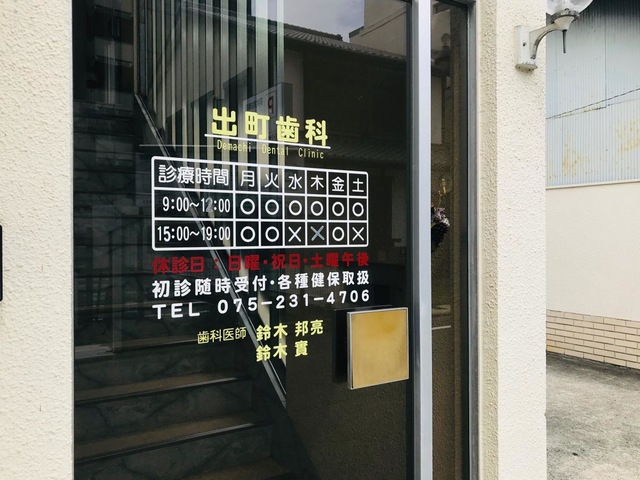 出町歯科
Demachi Dental Clinic
診療時間 月 火 水 木 金 土
9:00~12:00 ○ ○ ○ ○ ○ ○
15:00~19:00 ○ ○ × × ○ ×
休診日：日曜・祝日・土曜午後
初診随時受付・各種健保取扱
TEL 075-231-4706
歯科医師 鈴木 邦亮
鈴木 實